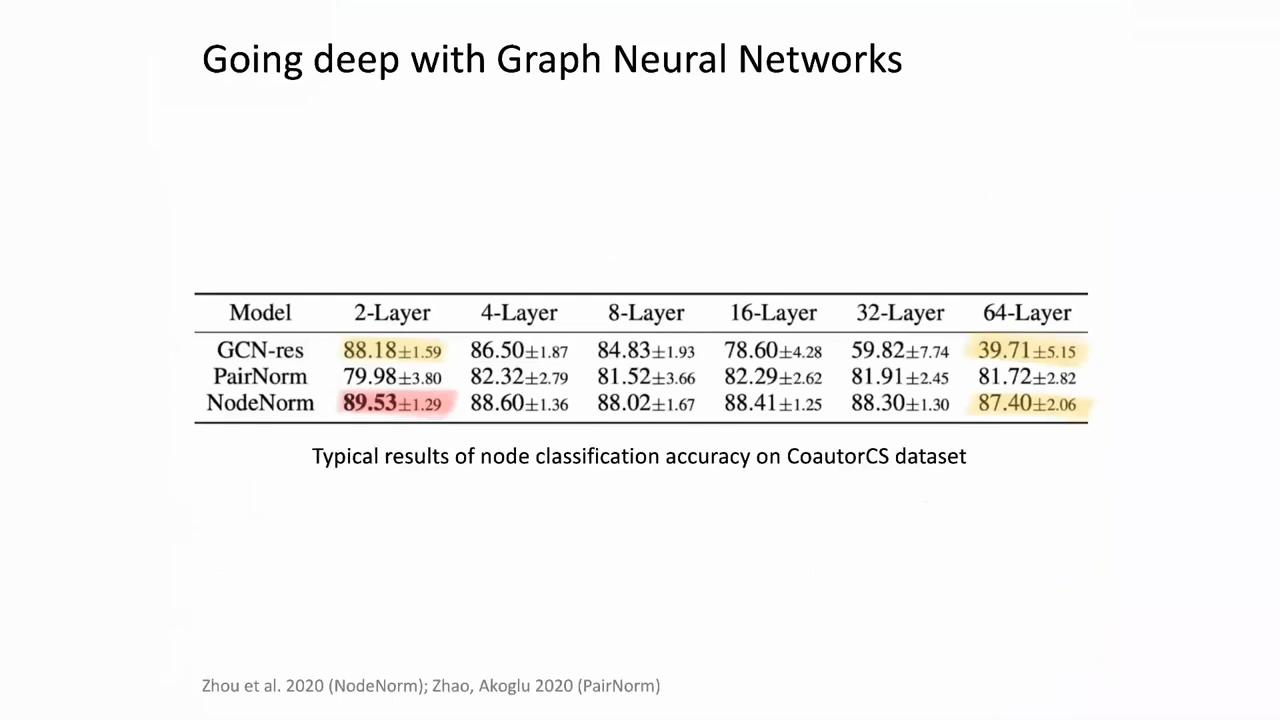 Going deep with Graph Neural Networks
Model 2-Layer 4-Layer 8-Layer 16-Layer 32-Layer 64-Layer
GCN-res 88.18±1.59 86.50±1.87 84.83±1.93 78.60±4.28 59.82±7.74 39.71±5.15
PairNorm 79.98±3.80 82.32±2.79 81.52±3.66 82.29±2.62 81.91±2.45 81.72±2.82
NodeNorm 89.53±1.29 88.60±1.36 88.02±1.67 88.41±1.25 88.30±1.30 87.40±2.06
Typical results of node classification accuracy on CoautorCS dataset
Zhou et al. 2020 (NodeNorm); Zhao, Akoglu 2020 (PairNorm)